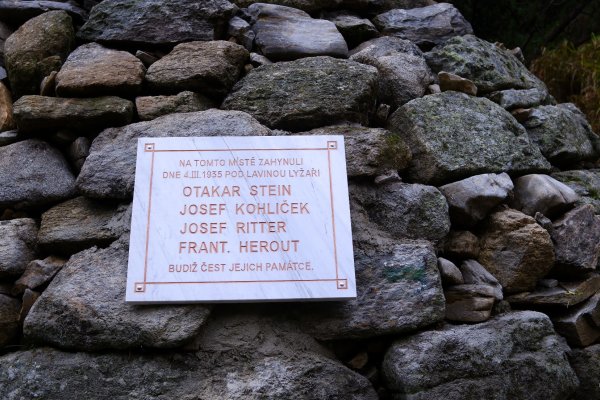 NA TOMTO MÍSTĚ ZAHYNULI
DNE 4.III.1935 POD LAVINOU LYŽAŘI
OTAKAR STEIN
JOSEF KOHLÍČEK
JOSEF RITTER
FRANT. HEROUT
BUDIŽ ČEST JEJICH PAMÁTCE.